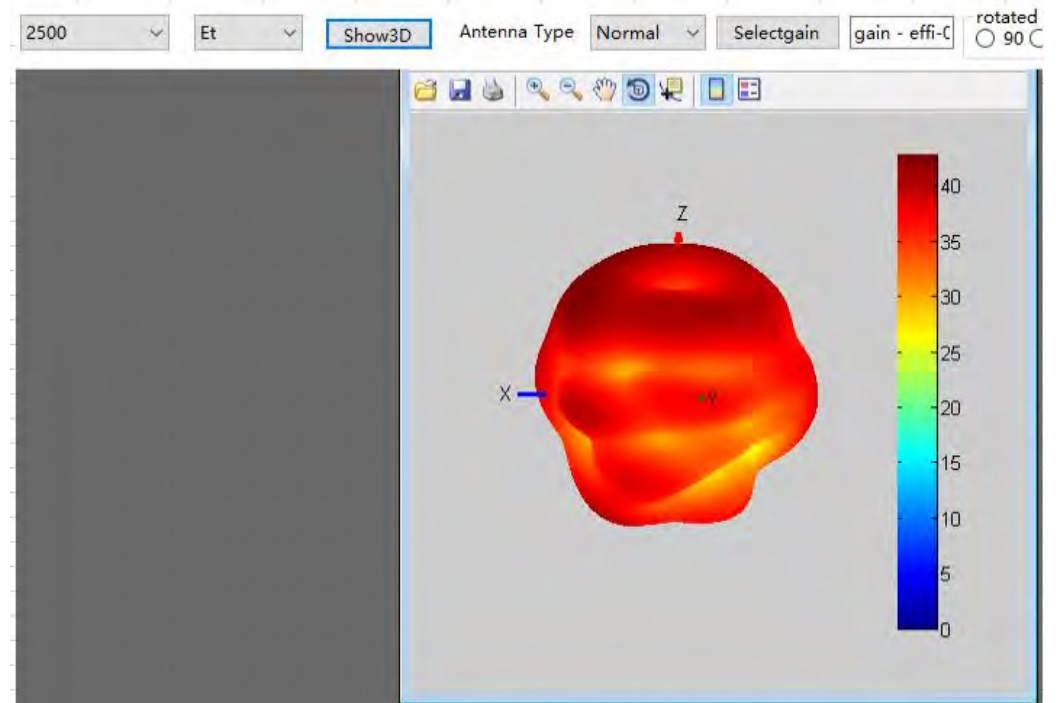 2500 Et Show3D Antenna Type Normal Selectgain gain - effi-C rotated
90
Z
X
Y
40
35
30
25
20
15
10
5
0